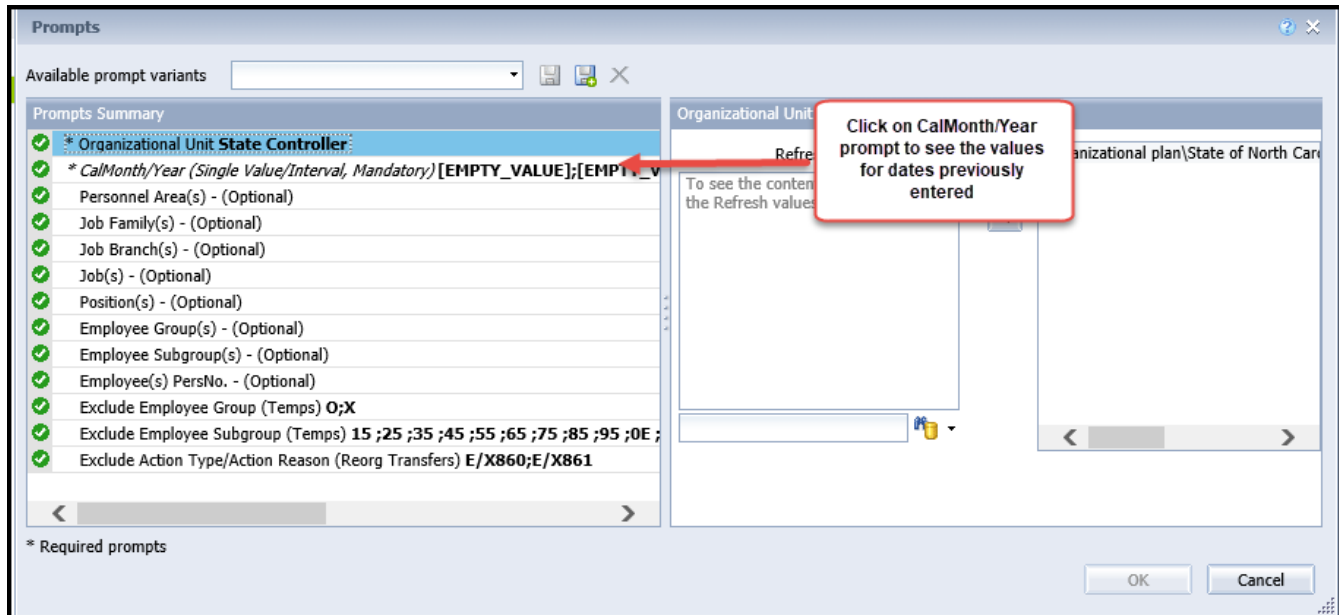 Prompts
Available prompt variants
Prompts Summary
* Organizational Unit State Controller
* CalMonth/Year (Single Value/Interval, Mandatory) [EMPTY_VALUE];[EMPTY_V
Personnel Area(s) - (Optional)
Job Family(s) - (Optional)
Job Branch(s) - (Optional)
Job(s) - (Optional)
Position(s) - (Optional)
Employee Group(s) - (Optional)
Employee Subgroup(s) - (Optional)
Employee(s) PersNo. - (Optional)
Exclude Employee Group (Temps) O;X
Exclude Employee Subgroup (Temps) 15 ;25 ;35 ;45 ;55 ;65 ;75 ;85 ;95 ;0E ;
Exclude Action Type/Action Reason (Reorg Transfers) E/X860;E/X861
* Required prompts
Organizational Unit
Refre
To see the conten
the Refresh values
Click on CalMonth/Year
prompt to see the values
for dates previously
entered
anizational plan\State of North Caro
OK
Cancel